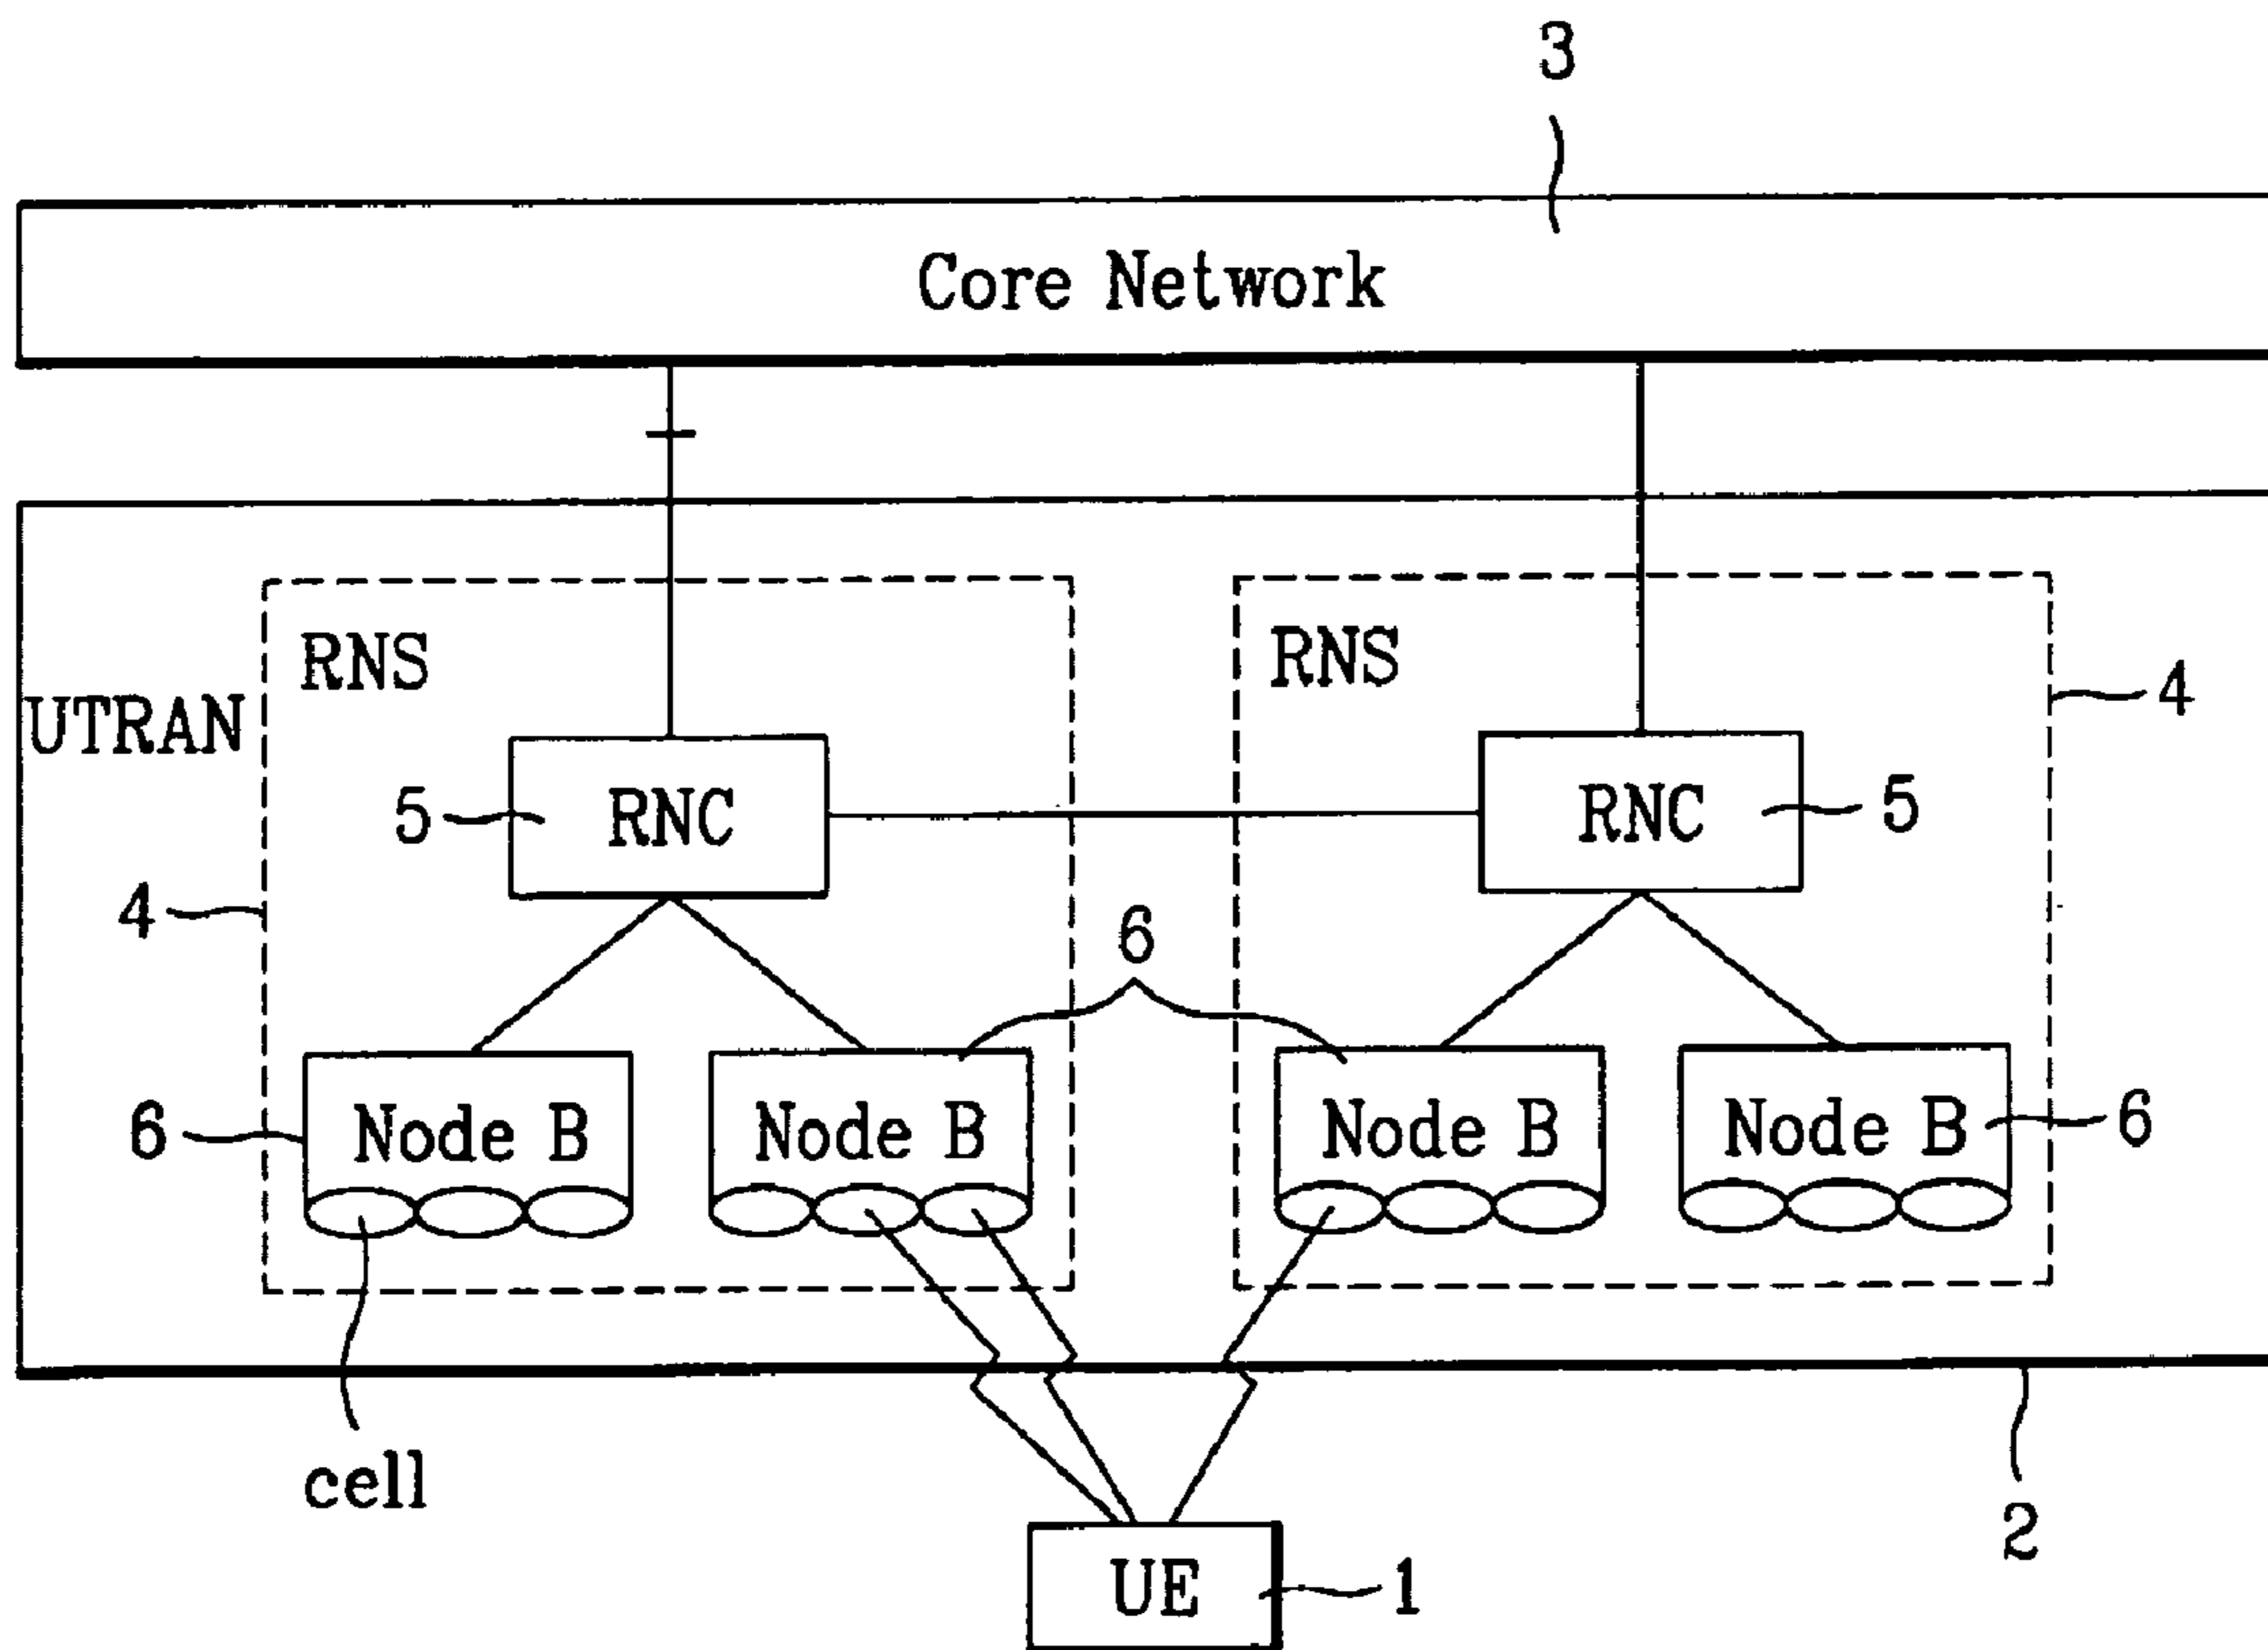 3
Core Network
RNS
RNS
UTRAN
4
5
RNC
RNC
5
4
6
6
Node B
Node B
Node B
Node B
6
cell
2
UE
1